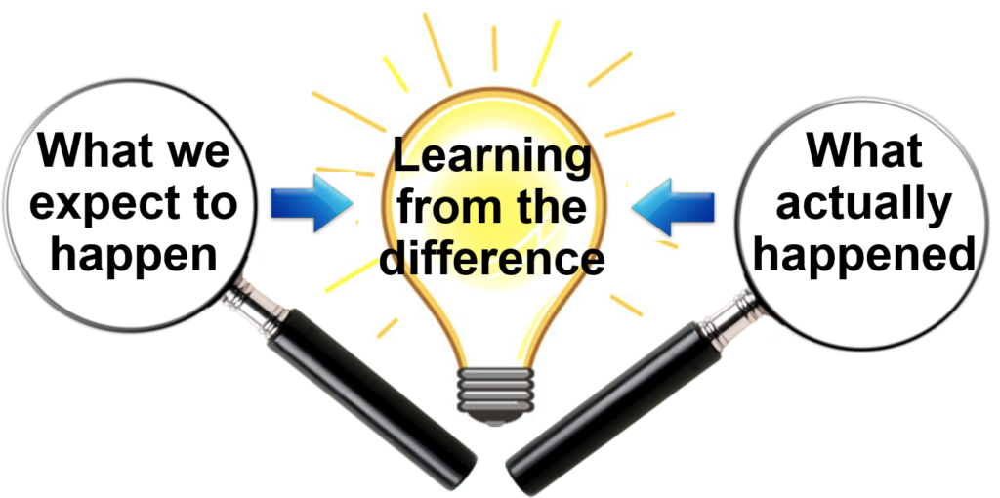 What we
expect to
happen
Learning
from the
difference
What
actually
happened